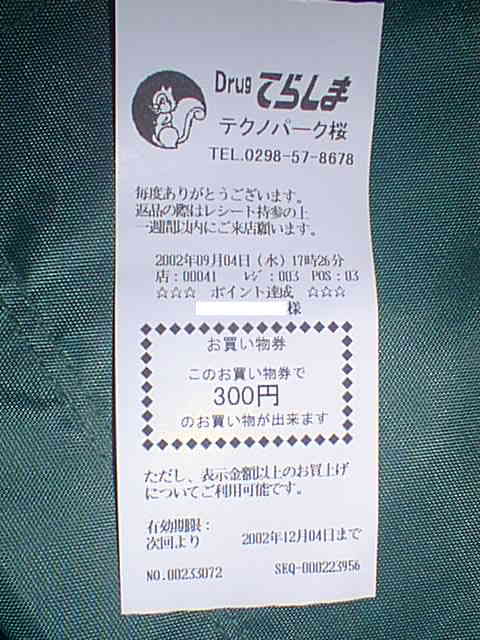 Drug てらしま
テクノパーク桜
TEL.0298-57-8678
毎度ありがとうございます。
返品の際はレシート持参の上
一週間以内にご来店願います。
2002年09月04日（水）17時26分
店：00041 ﾚｼﾞ：003 POS：03
☆☆☆ ポイント達成 ☆☆☆
様
お買い物券
このお買い物券で
300円
のお買い物が出来ます
ただし、表示金額以上のお買上げ
についてご利用可能です。
有効期限：
次回より 2002年12月04日まで
NO.00233072 SEQ-000223956